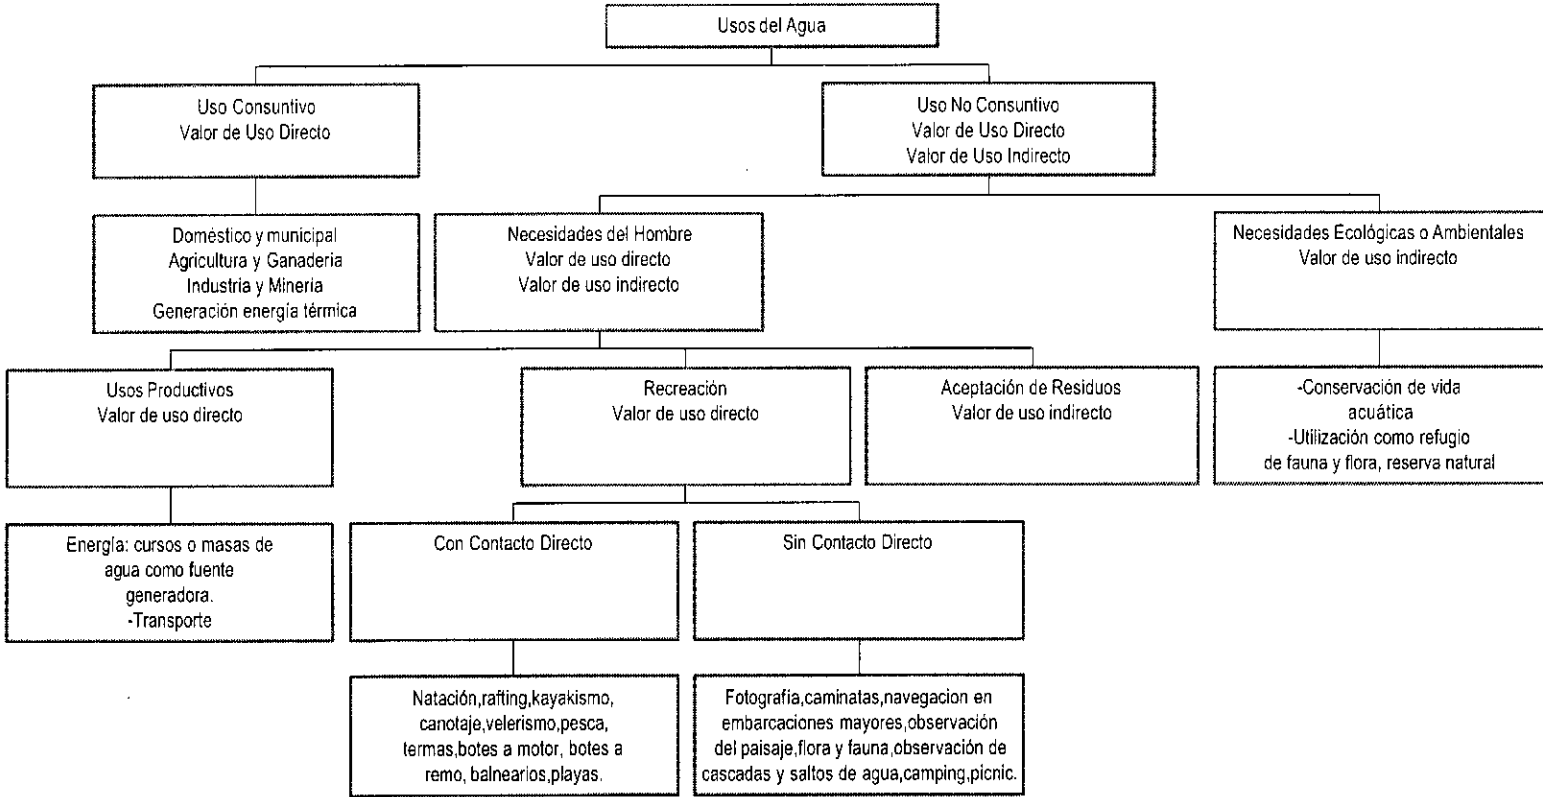 Usos del Agua
Uso Consuntivo
Valor de Uso Directo
Uso No Consuntivo
Valor de Uso Directo
Valor de Uso Indirecto
Doméstico y municipal
Agricultura y Ganaderia
Industria y Minería
Generación energía térmica
Necesidades del Hombre
Valor de uso directo
Valor de uso indirecto
Necesidades Ecológicas o Ambientales
Valor de uso indirecto
Usos Productivos
Valor de uso directo
Recreación
Valor de uso directo
Aceptación de Residuos
Valor de uso indirecto
-Conservación de vida
acuática
-Utilización como refugio
de fauna y flora, reserva natural
Energía: cursos o masas de
agua como fuente
generadora.
-Transporte
Con Contacto Directo
Sin Contacto Directo
Natación,rafting,kayakismo,
canotaje,velerismo,pesca,
termas,botes a motor, botes a
remo, balnearios,playas.
Fotografía,caminatas,navegacion en
embarcaciones mayores,observación
del paisaje,flora y fauna,observación de
cascadas y saltos de agua,camping,picnic.